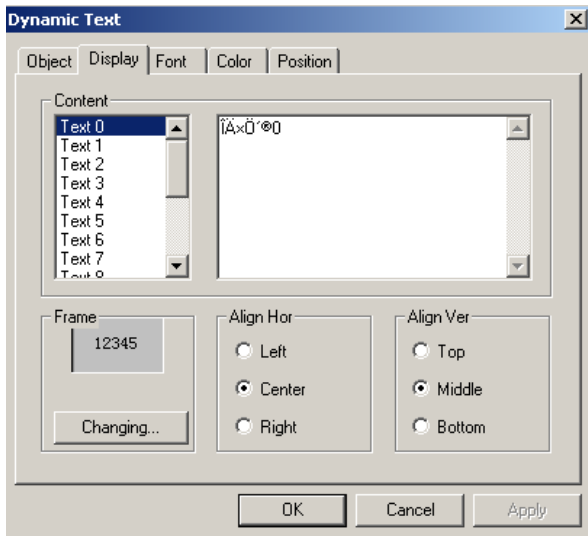 Dynamic Text
Object Display Font Color Position
Content
Text 0
Text 1
Text 2
Text 3
Text 4
Text 5
Text 6
Text 7
Text 8
ÎÄ×Ö´®0
Frame
12345
Changing...
Align Hor
Left
Center
Right
Align Ver
Top
Middle
Bottom
OK Cancel Apply